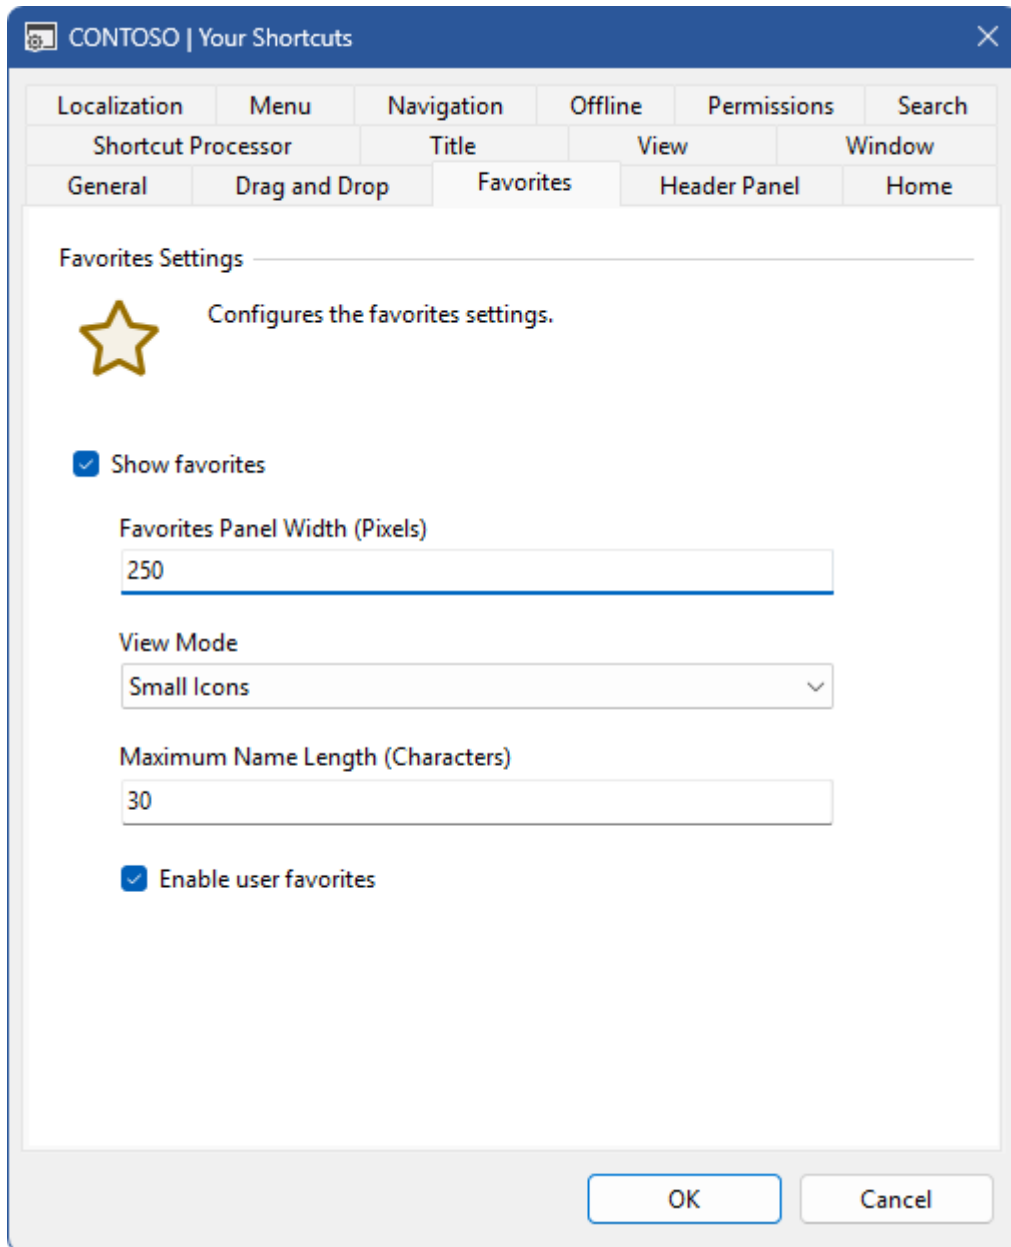 CONTOSO | Your Shortcuts
Localization Menu Navigation Offline Permissions Search
Shortcut Processor Title View Window
General Drag and Drop Favorites Header Panel Home
Favorites Settings
Configures the favorites settings.
Show favorites
Favorites Panel Width (Pixels)
250
View Mode
Small Icons
Maximum Name Length (Characters)
30
Enable user favorites
OK Cancel